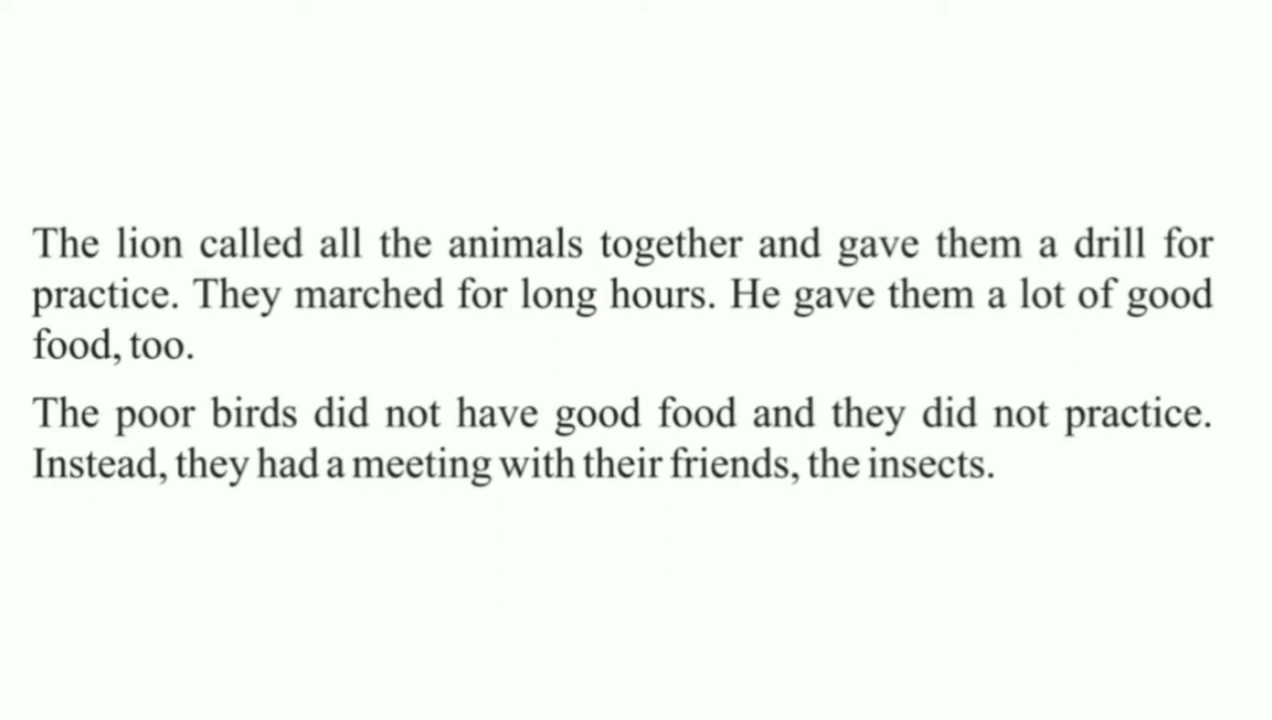 The lion called all the animals together and gave them a drill for
practice. They marched for long hours. He gave them a lot of good
food, too.
The poor birds did not have good food and they did not practice.
Instead, they had a meeting with their friends, the insects.